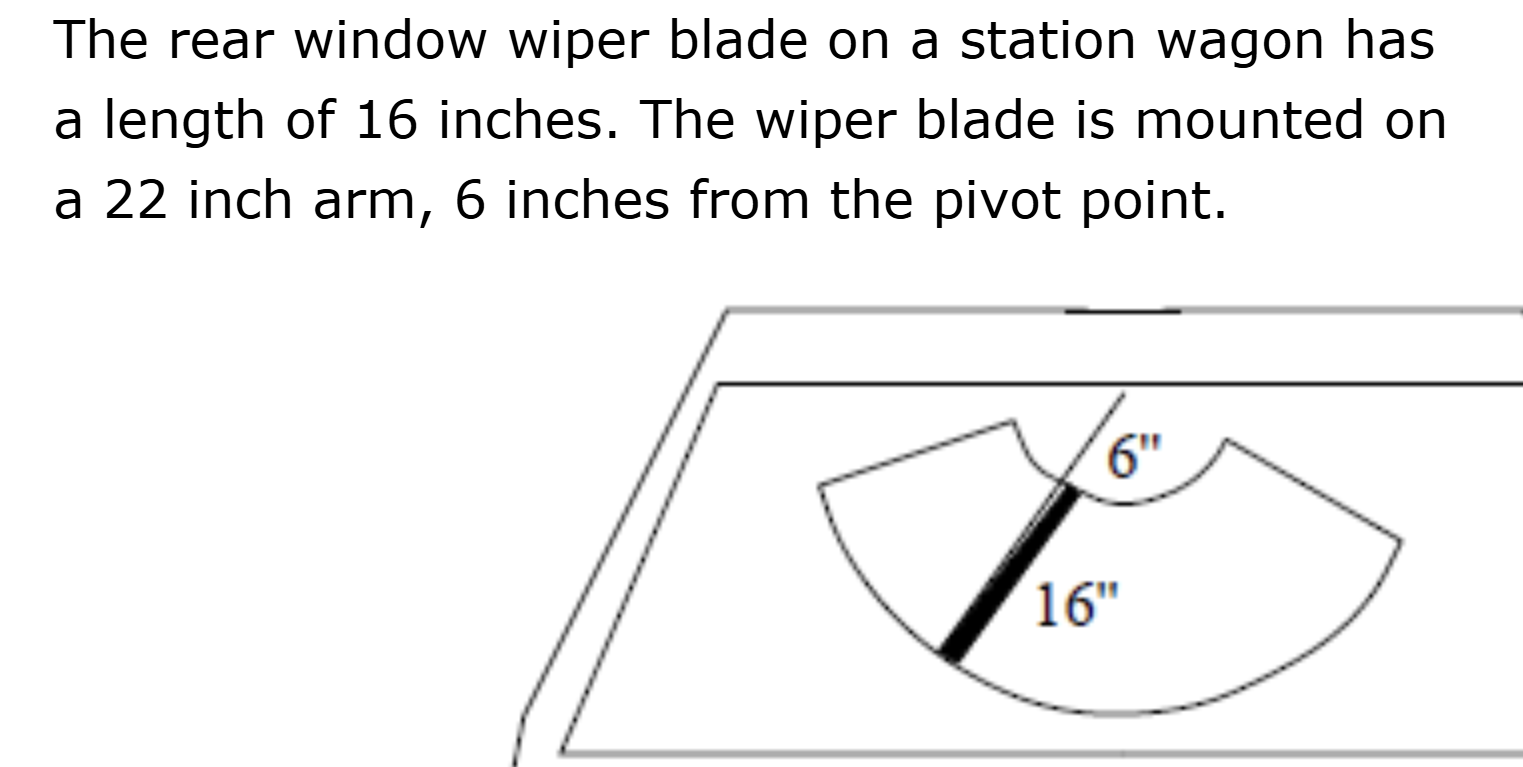 The rear window wiper blade on a station wagon has
a length of 16 inches. The wiper blade is mounted on
a 22 inch arm, 6 inches from the pivot point.
6"
16"